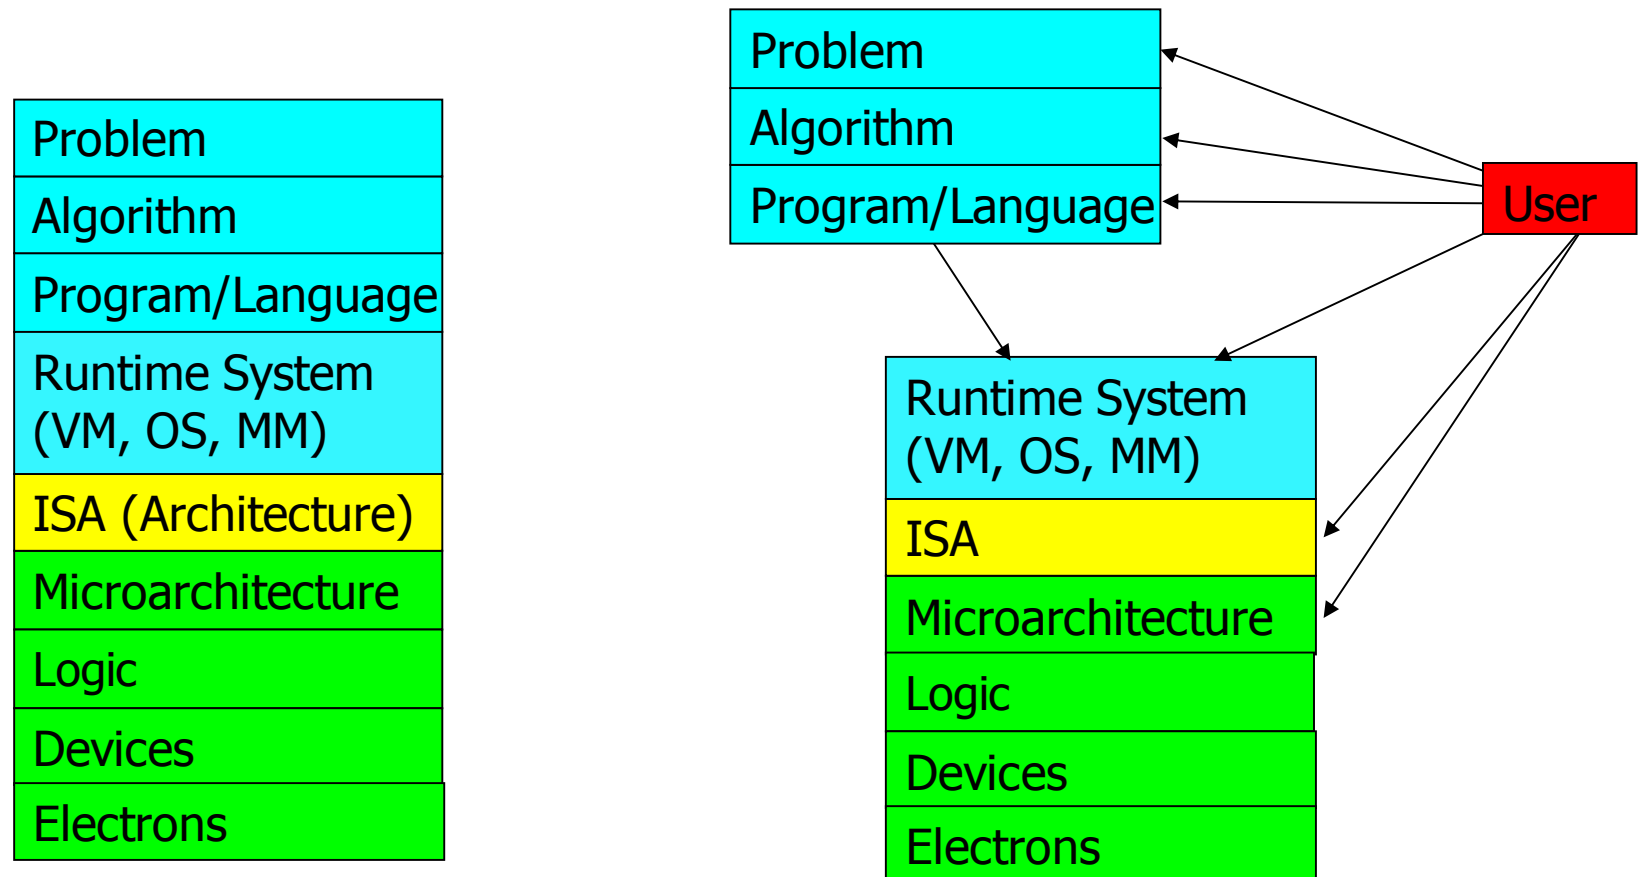 Problem
Algorithm
Program/Language
Runtime System
(VM, OS, MM)
ISA (Architecture)
Microarchitecture
Logic
Devices
Electrons
Problem
Algorithm
Program/Language
User
Runtime System
(VM, OS, MM)
ISA
Microarchitecture
Logic
Devices
Electrons